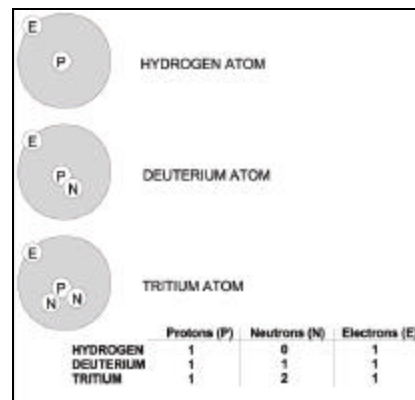 E
P
HYDROGEN ATOM
E
P
N
DEUTERIUM ATOM
E
P
N N
TRITIUM ATOM
Protons (P) Neutrons (N) Electrons (E)
HYDROGEN 1 0 1
DEUTERIUM 1 1 1
TRITIUM 1 2 1